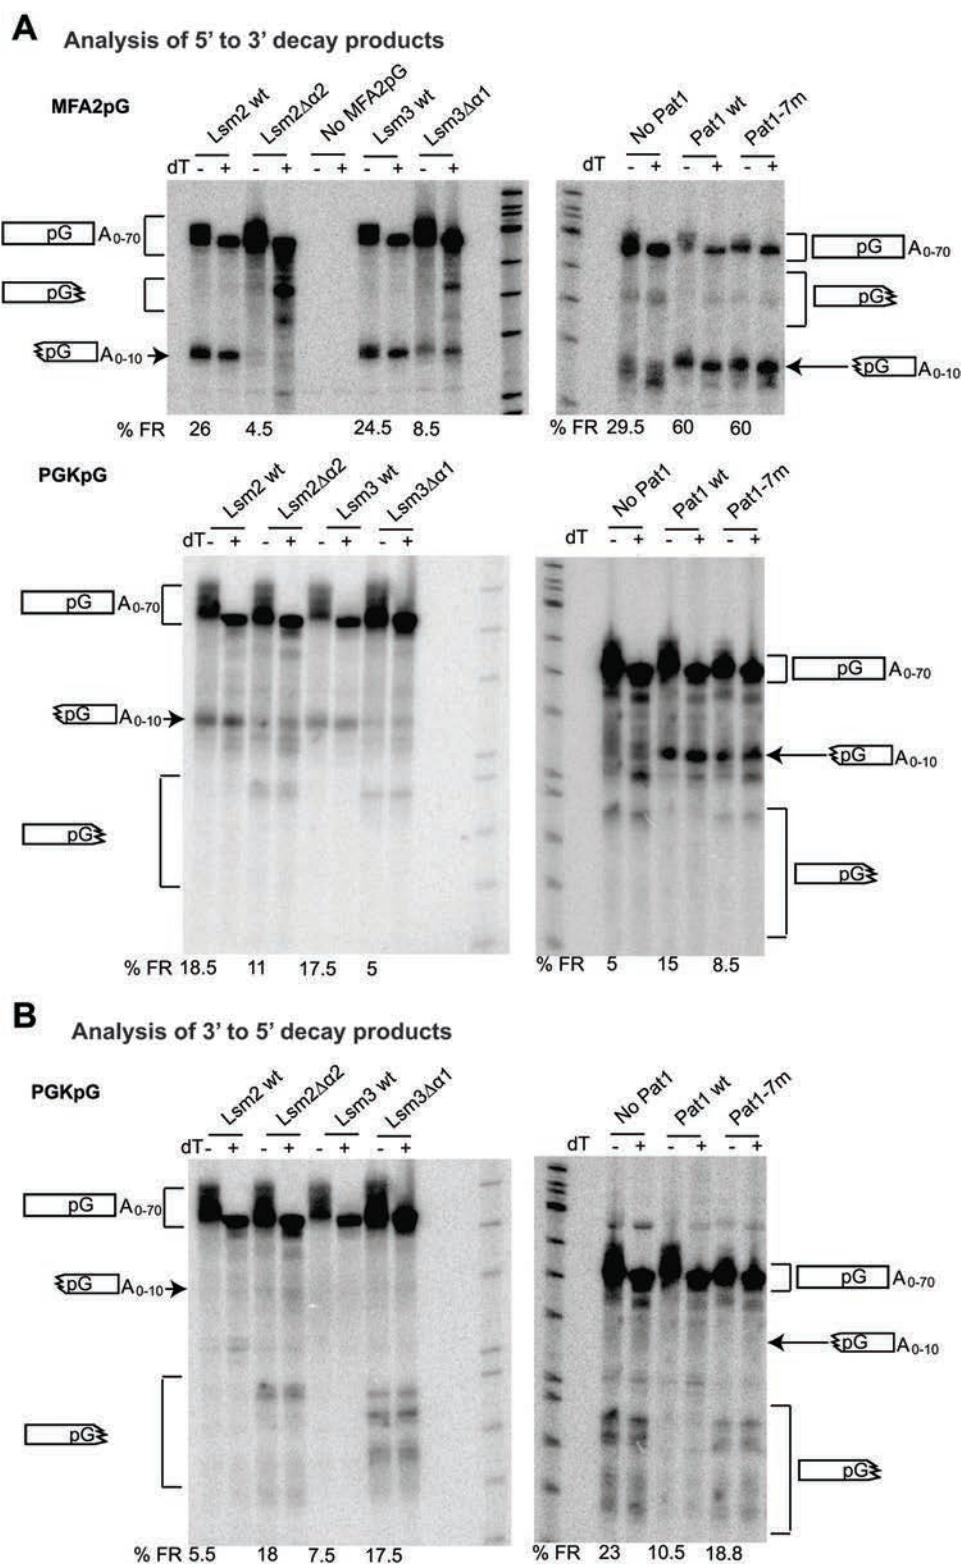 A
Analysis of 5' to 3' decay products
MFA2pG
Lsm2 wt
Lsm2Δα2
No MFA2pG
Lsm3 wt
Lsm3Δα1
dT - + - + - + - + - +
pG A0-70
pG
pG A0-10
% FR 26 4.5 24.5 8.5
No Pat1
Pat1 wt
Pat1-7m
dT - + - + - +
pG A0-70
pG
pG A0-10
% FR 29.5 60 60
PGKpG
Lsm2 wt
Lsm2Δα2
Lsm3 wt
Lsm3Δα1
dT- + - + - + - +
pG A0-70
pG A0-10
pG
% FR 18.5 11 17.5 5
No Pat1
Pat1 wt
Pat1-7m
dT - + - + - +
pG A0-70
pG A0-10
pG
% FR 5 15 8.5
B
Analysis of 3' to 5' decay products
PGKpG
Lsm2 wt
Lsm2Δα2
Lsm3 wt
Lsm3Δα1
dT- + - + - + - +
pG A0-70
pG A0-10
pG
% FR 5.5 18 7.5 17.5
No Pat1
Pat1 wt
Pat1-7m
dT - + - + - +
pG A0-70
pG A0-10
pG
% FR 23 10.5 18.8